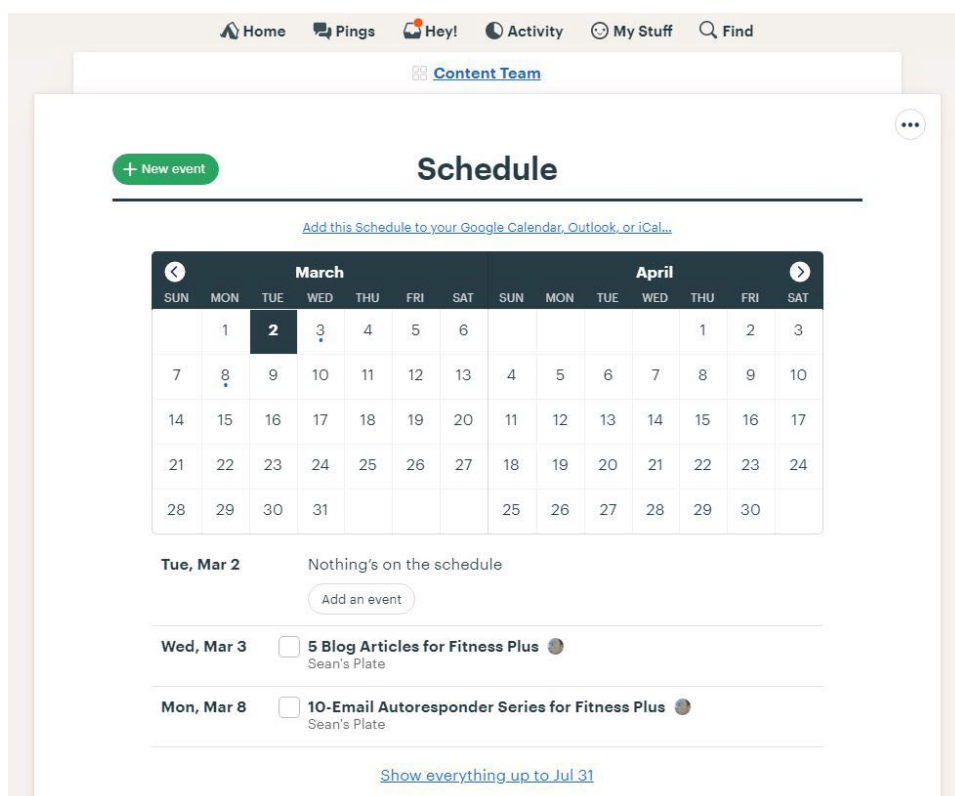 Home Pings Hey! Activity My Stuff Find
Content Team
+ New event
Schedule
Add this Schedule to your Google Calendar, Outlook, or iCal...
March April
SUN MON TUE WED THU FRI SAT SUN MON TUE WED THU FRI SAT
1 2 3 4 5 6 1 2 3
7 8 9 10 11 12 13 4 5 6 7 8 9 10
14 15 16 17 18 19 20 11 12 13 14 15 16 17
21 22 23 24 25 26 27 18 19 20 21 22 23 24
28 29 30 31 25 26 27 28 29 30
Tue, Mar 2 Nothing's on the schedule
Add an event
Wed, Mar 3 5 Blog Articles for Fitness Plus
Sean's Plate
Mon, Mar 8 10-Email Autoresponder Series for Fitness Plus
Sean's Plate
Show everything up to Jul 31